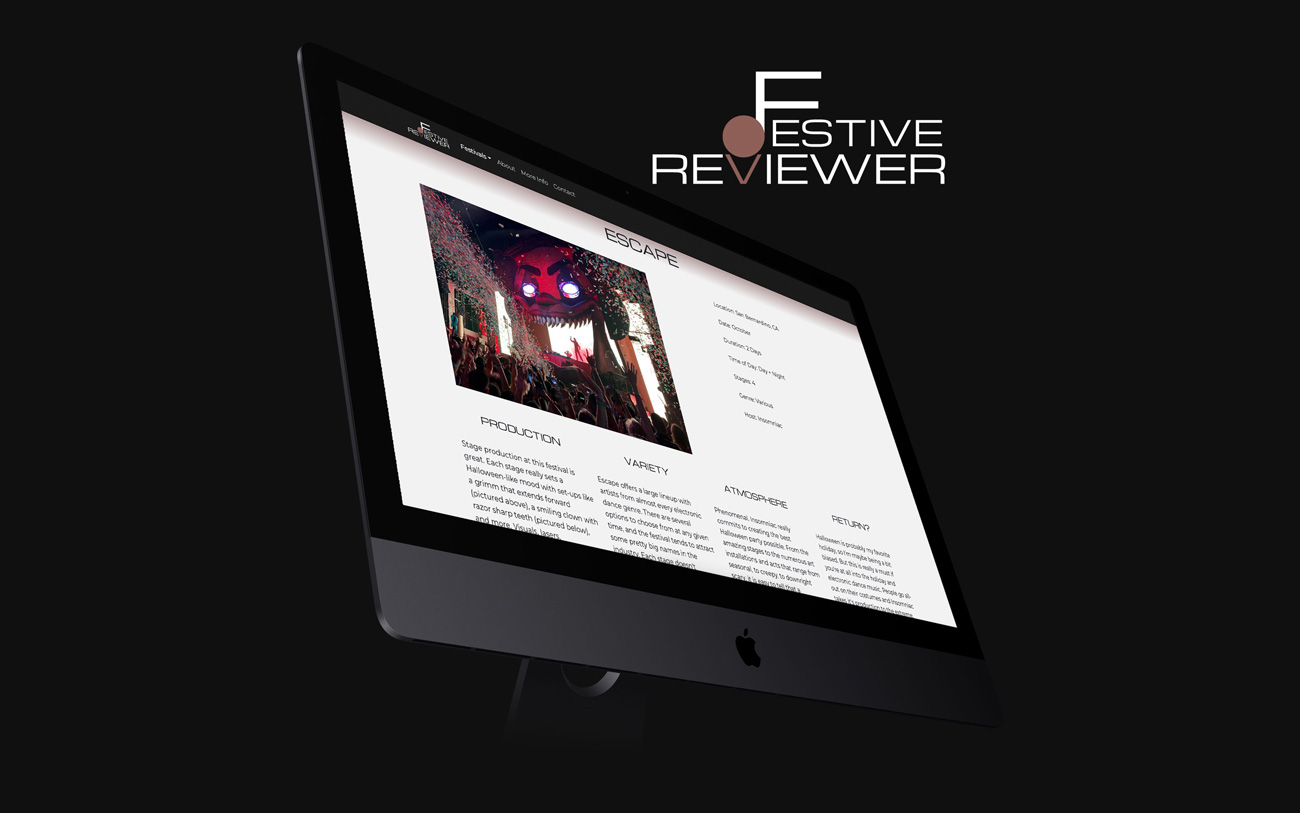 FESTIVE
REVIEWER
FESTIVE
REVIEWER
Festivals About More Info Contact
ESCAPE
Location: San Bernardino, CA
Date: October
Duration: 2 Days
Time of Day: Day + Night
Stages: 4
Genre: Various
Host: Insomniac
PRODUCTION
Stage production at this festival is
great. Each stage really sets a
Halloween-like mood with set-ups like
a grimm that extends forward
(pictured above), a smiling clown with
razor sharp teeth (pictured below),
and more. Visuals, lasers,
VARIETY
Escape offers a large lineup with
artists from almost every electronic
dance genre. There are several
options to choose from at any given
time, and the festival tends to attract
some pretty big names in the
industry. Each stage doesn't
ATMOSPHERE
Phenomenal. Insomniac really
commits to creating the best
Halloween party possible. From the
amazing stages to the numerous art
installations and acts that range from
seasonal, to creepy, to downright
scary, it is easy to tell that a
RETURN?
Halloween is probably my favorite
holiday, so I'm maybe being a bit
biased. But this is really a must if
you're at all into the holiday and
electronic dance music. People go all-
out on their costumes and Insomniac
takes it's production to the extreme